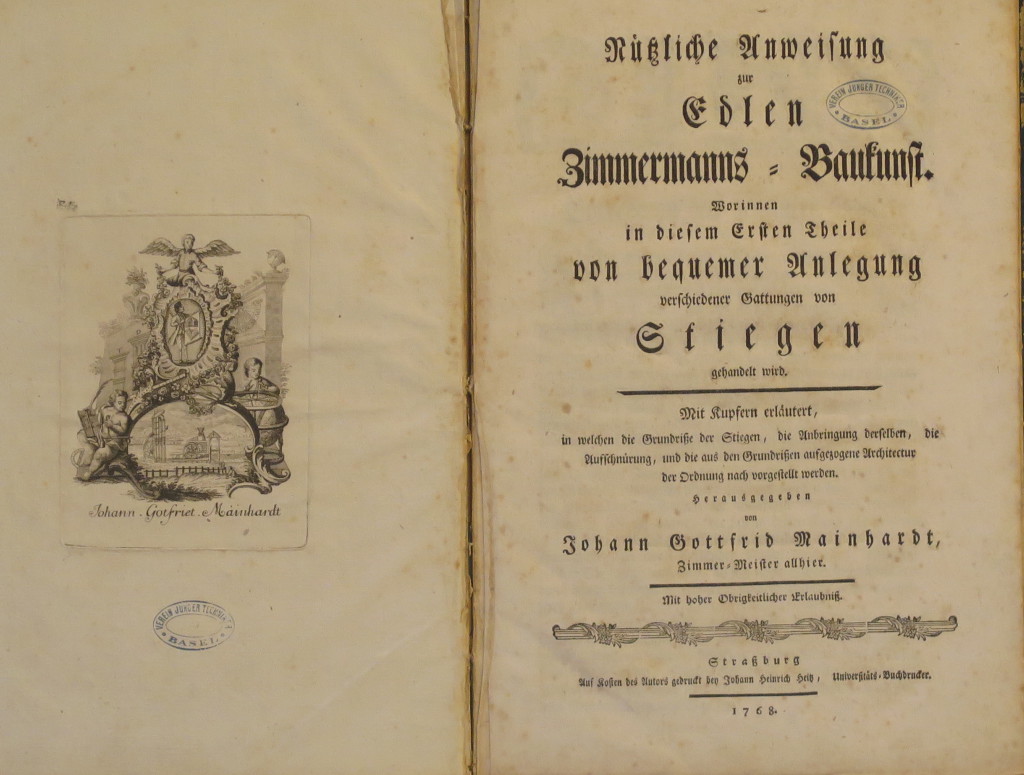 Johann . Gotfriet . Mainhardt
VEREIN JUNGER TECHNIKER
BASEL
Nützliche Anweisung
zur
Edlen
VEREIN JUNGER TECHNIKER
BASEL
Zimmermanns = Baukunst.
Worinnen
in diesem Ersten Theile
von bequemer Anlegung
verschiedener Gattungen von
Stiegen
gehandelt wird.
Mit Kupfern erläutert,
in welchen die Grundriße der Stiegen, die Anbringung derselben, die
Aufschnürung, und die aus den Grundrißen aufgezogene Architectur
der Ordnung nach vorgestellt werden.
Herausgegeben
von
Johann Gottfrid Mainhardt,
Zimmer=Meister allhier.
Mit hoher Obrigkeitlicher Erlaubniß.
Straßburg
Auf Kosten des Autors gedruckt bey Johann Heinrich Heitz, Universitäts=Buchdrucker.
1768.